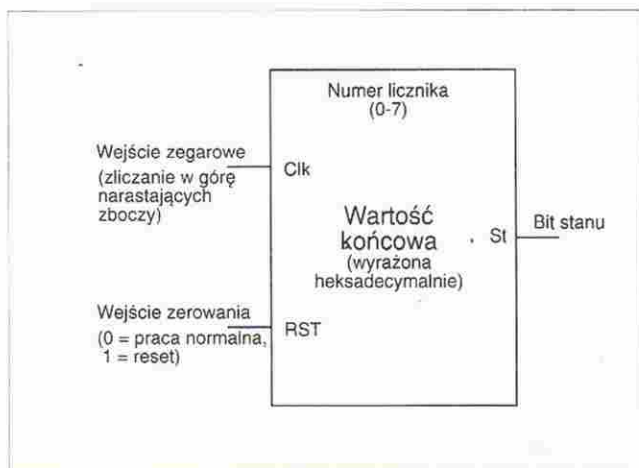 Numer licznika
(0-7)
Wejście zegarowe
(zliczanie w górę
narastających
zboczy)
Clk
Wartość
końcowa
(wyrażona
heksadecymalnie)
St
Bit stanu
Wejście zerowania
(0 = praca normalna,
1 = reset)
RST